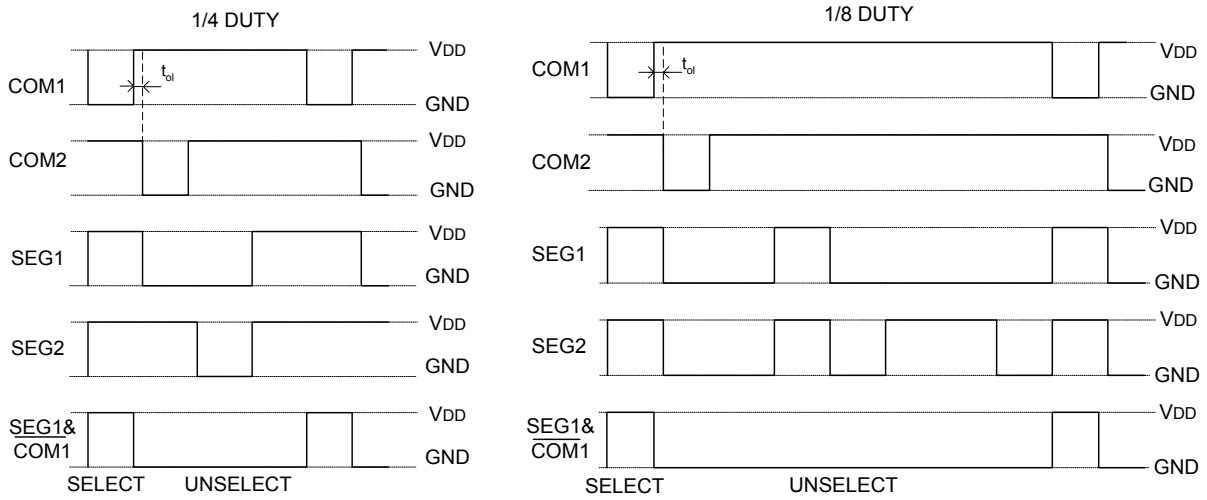 1/4 DUTY
COM1
t_ol
VDD
GND
COM2
VDD
GND
SEG1
VDD
GND
SEG2
VDD
GND
SEG1&
COM1
VDD
GND
SELECT UNSELECT
1/8 DUTY
COM1
t_ol
VDD
GND
COM2
VDD
GND
SEG1
VDD
GND
SEG2
VDD
GND
SEG1&
COM1
VDD
GND
SELECT UNSELECT